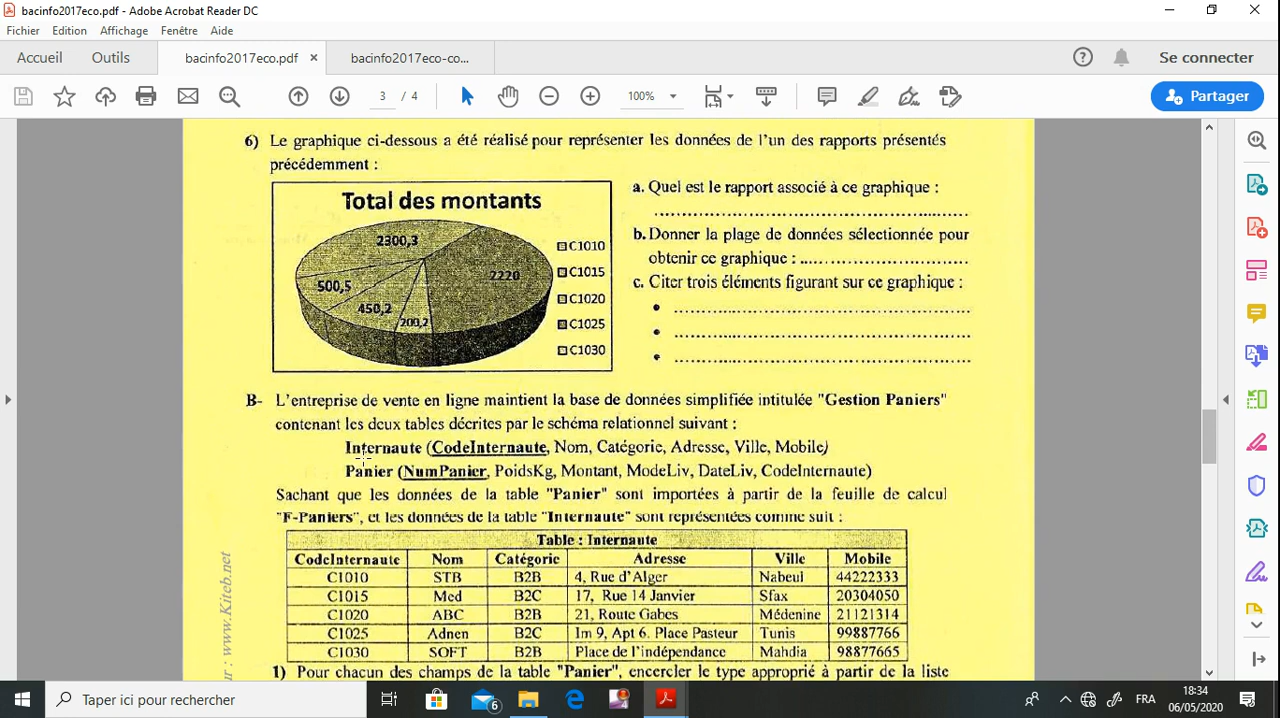 bacinfo2017eco.pdf - Adobe Acrobat Reader DC
Fichier Edition Affichage Fenêtre Aide
Accueil Outils bacinfo2017eco.pdf × bacinfo2017eco-co... Se connecter
3 / 4 100% Partager
6) Le graphique ci-dessous a été réalisé pour représenter les données de l'un des rapports présentés
précédemment :
Total des montants
2300,3
2220
500,5
450,2
200,2
C1010
C1015
C1020
C1025
C1030
a. Quel est le rapport associé à ce graphique :
b. Donner la plage de données sélectionnée pour
obtenir ce graphique :
c. Citer trois éléments figurant sur ce graphique :
B- L'entreprise de vente en ligne maintient la base de données simplifiée intitulée "Gestion Paniers"
contenant les deux tables décrites par le schéma relationnel suivant :
Internaute (CodeInternaute, Nom, Catégorie, Adresse, Ville, Mobile)
Panier (NumPanier, PoidsKg, Montant, ModeLiv, DateLiv, CodeInternaute)
Sachant que les données de la table "Panier" sont importées à partir de la feuille de calcul
"F-Paniers", et les données de la table "Internaute" sont représentées comme suit :
Table : Internaute
CodeInternaute Nom Catégorie Adresse Ville Mobile
C1010 STB B2B 4, Rue d'Alger Nabeul 44222333
C1015 Med B2C 17, Rue 14 Janvier Sfax 20304050
C1020 ABC B2B 21, Route Gabes Médenine 21121314
C1025 Adnen B2C Im 9, Apt 6. Place Pasteur Tunis 99887766
C1030 SOFT B2B Place de l'indépendance Mahdia 98877665
1) Pour chacun des champs de la table "Panier", encercler le type approprié à partir de la liste
ur : www.Kiteb.net
Taper ici pour rechercher
6
FRA
18:34
06/05/2020